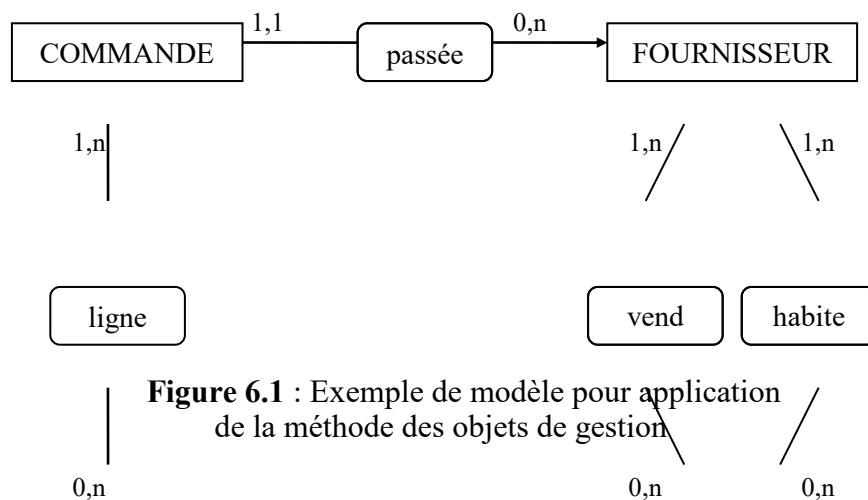 1,1 0,n
COMMANDE passée FOURNISSEUR
1,n 1,n 1,n
ligne vend habite
Figure 6.1 : Exemple de modèle pour application
de la méthode des objets de gestion
0,n 0,n 0,n